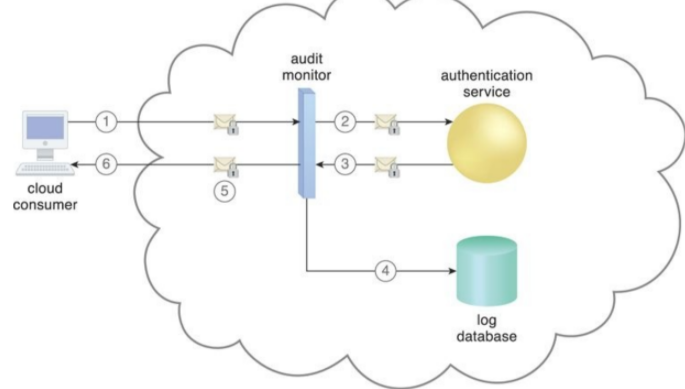 audit
monitor
authentication
service
1
2
6
3
5
cloud
consumer
4
log
database